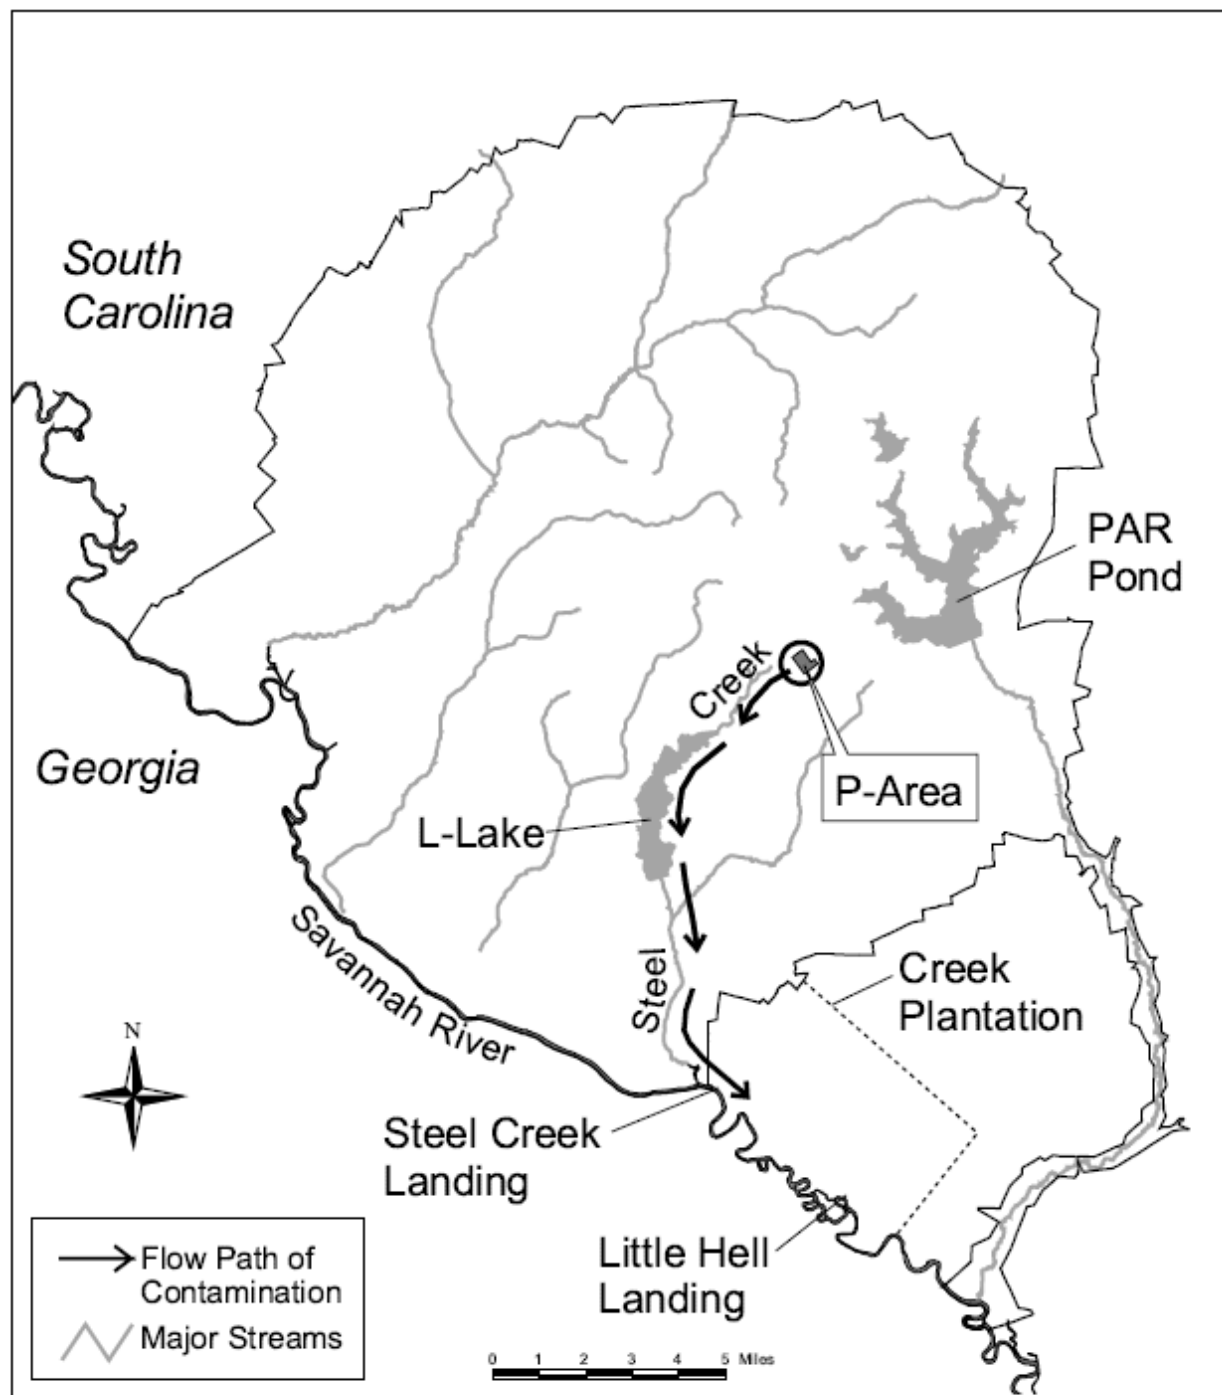 South
Carolina
PAR
Pond
Creek
Georgia
P-Area
L-Lake
Savannah River
Steel
Creek
Plantation
N
Steel Creek
Landing
Little Hell
Landing
Flow Path of
Contamination
Major Streams
0 1 2 3 4 5 Miles